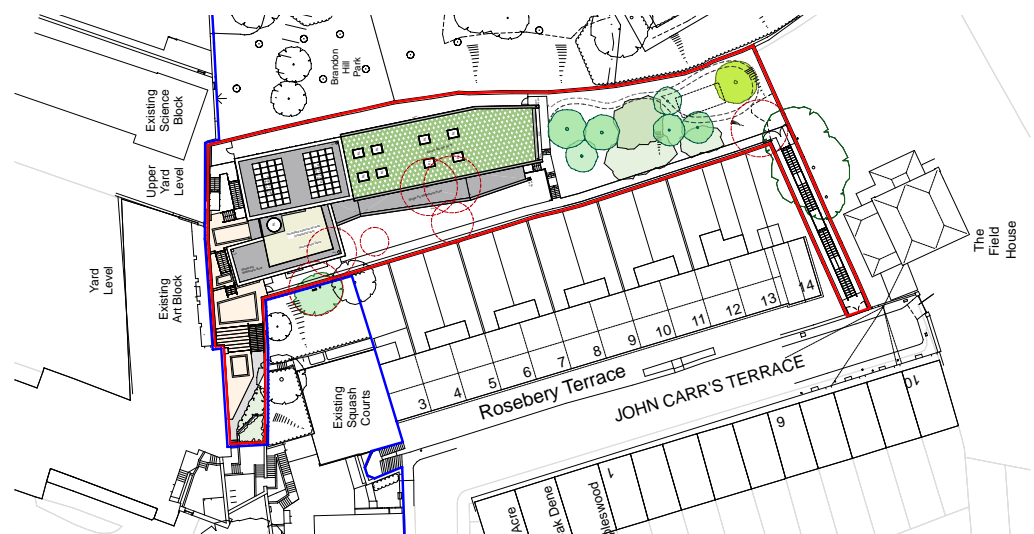 Brandon
Hill
Park
Existing
Science
Block
Upper
Yard
Level
Yard
Level
Existing
Art Block
The
Field
House
Existing
Squash
Courts
3
4
5
6
7
8
9
10
11
12
13
14
Rosebery Terrace
JOHN CARR'S TERRACE
10
6
1
Acre
ak Dene
pleswood